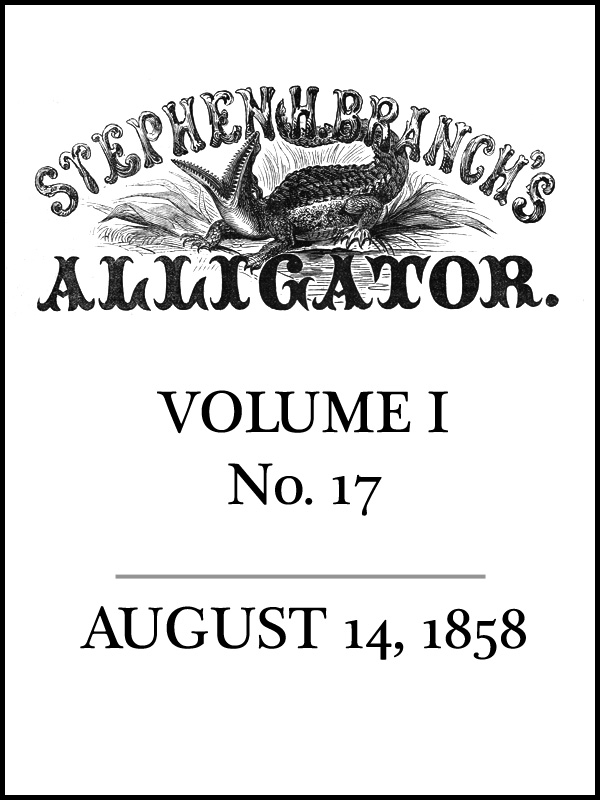 STEPHEN H. BRANCH'S
ALLIGATOR.
VOLUME I
No. 17
AUGUST 14, 1858